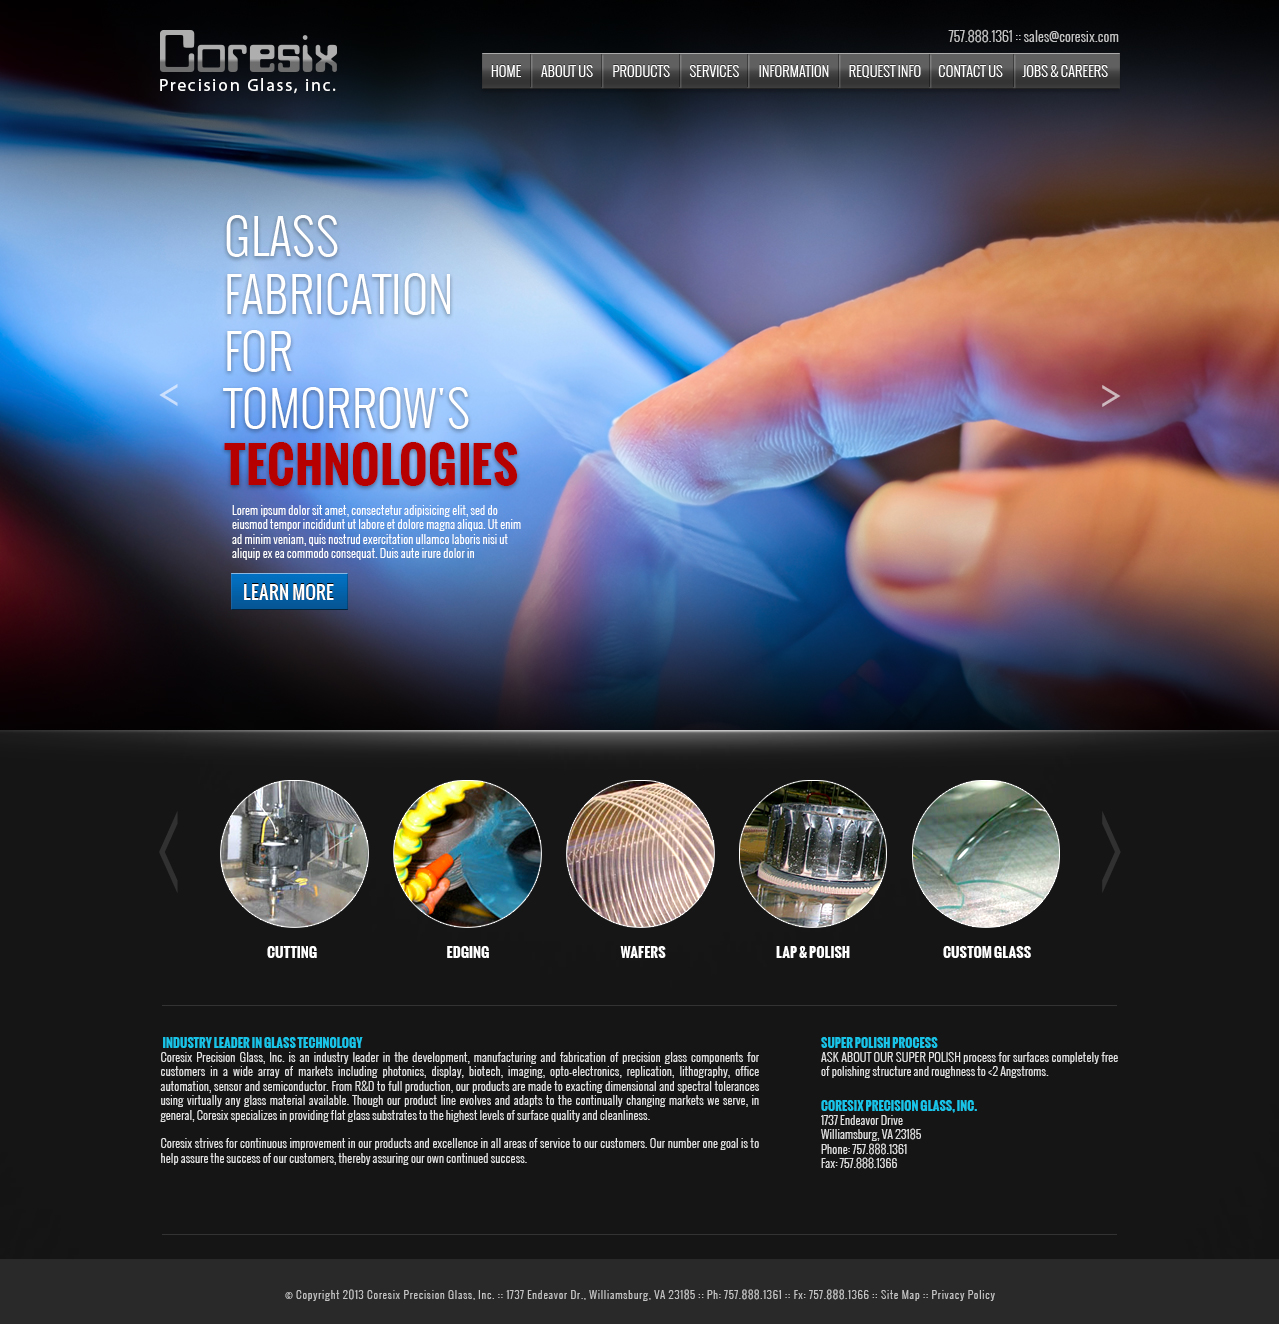 Coresix
Precision Glass, inc.
757.888.1361 :: sales@coresix.com
HOME
ABOUT US
PRODUCTS
SERVICES
INFORMATION
REQUEST INFO
CONTACT US
JOBS & CAREERS
GLASS
FABRICATION
FOR
TOMORROW'S
TECHNOLOGIES
Lorem ipsum dolor sit amet, consectetur adipisicing elit, sed do
eiusmod tempor incididunt ut labore et dolore magna aliqua. Ut enim
ad minim veniam, quis nostrud exercitation ullamco laboris nisi ut
aliquip ex ea commodo consequat. Duis aute irure dolor in
LEARN MORE
CUTTING
EDGING
WAFERS
LAP & POLISH
CUSTOM GLASS
INDUSTRY LEADER IN GLASS TECHNOLOGY
Coresix Precision Glass, Inc. is an industry leader in the development, manufacturing and fabrication of precision glass components for
customers in a wide array of markets including photonics, display, biotech, imaging, opto-electronics, replication, lithography, office
automation, sensor and semiconductor. From R&D to full production, our products are made to exacting dimensional and spectral tolerances
using virtually any glass material available. Though our product line evolves and adapts to the continually changing markets we serve, in
general, Coresix specializes in providing flat glass substrates to the highest levels of surface quality and cleanliness.
Coresix strives for continuous improvement in our products and excellence in all areas of service to our customers. Our number one goal is to
help assure the success of our customers, thereby assuring our own continued success.
SUPER POLISH PROCESS
ASK ABOUT OUR SUPER POLISH process for surfaces completely free
of polishing structure and roughness to <2 Angstroms.
CORESIX PRECISION GLASS, INC.
1737 Endeavor Drive
Williamsburg, VA 23185
Phone: 757.888.1361
Fax: 757.888.1366
© Copyright 2013 Coresix Precision Glass, Inc. :: 1737 Endeavor Dr., Williamsburg, VA 23185 :: Ph: 757.888.1361 :: Fx: 757.888.1366 :: Site Map :: Privacy Policy